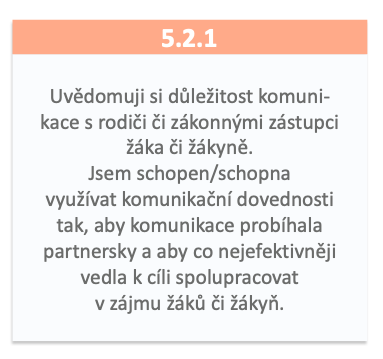 5.2.1
Uvědomuji si důležitost komuni-
kace s rodiči či zákonnými zástupci
žáka či žákyně.
Jsem schopen/schopna
využívat komunikační dovednosti
tak, aby komunikace probíhala
partnersky a aby co nejefektivněji
vedla k cíli spolupracovat
v zájmu žáků či žákyň.